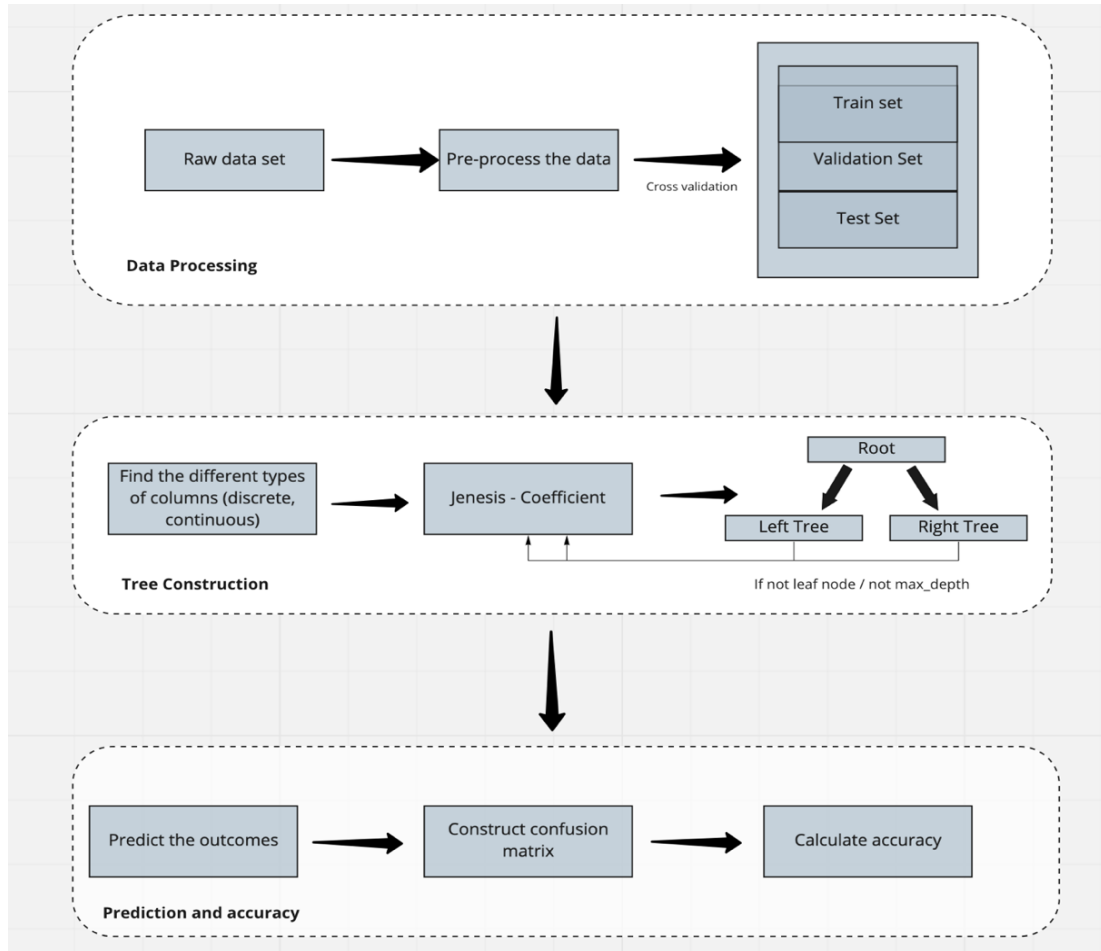 Raw data set
Pre-process the data
Cross validation
Train set
Validation Set
Test Set
Data Processing
Find the different types
of columns (discrete,
continuous)
Jenesis - Coefficient
Root
Left Tree
Right Tree
If not leaf node / not max_depth
Tree Construction
Predict the outcomes
Construct confusion
matrix
Calculate accuracy
Prediction and accuracy